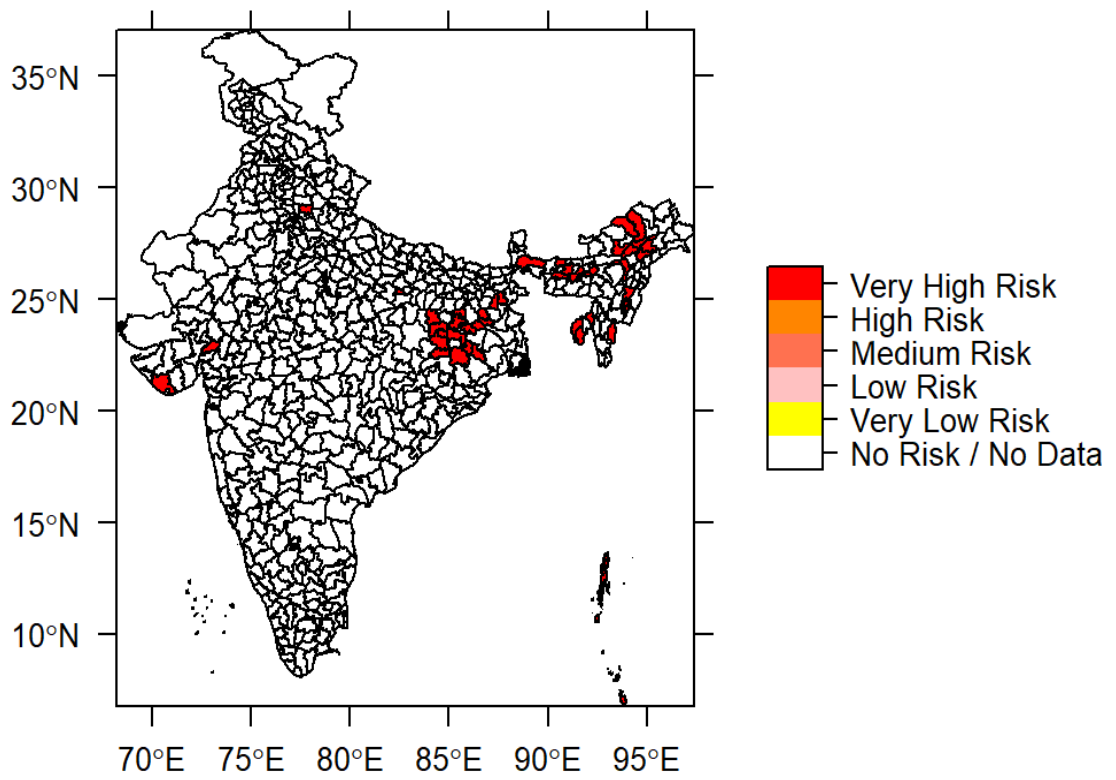 35°N
30°N
25°N
20°N
15°N
10°N
70°E 75°E 80°E 85°E 90°E 95°E
Very High Risk
High Risk
Medium Risk
Low Risk
Very Low Risk
No Risk / No Data